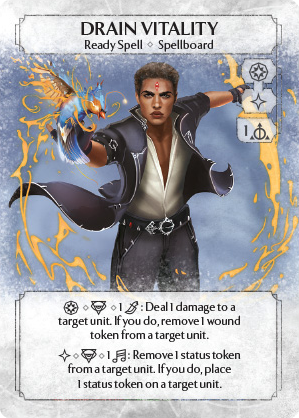 DRAIN VITALITY
Ready Spell ⬦ Spellboard
1
⬦ ⬦ 1 : Deal 1 damage to a
target unit. If you do, remove 1 wound
token from a target unit.
⬦ ⬦ 1 : Remove 1 status token
from a target unit. If you do, place
1 status token on a target unit.